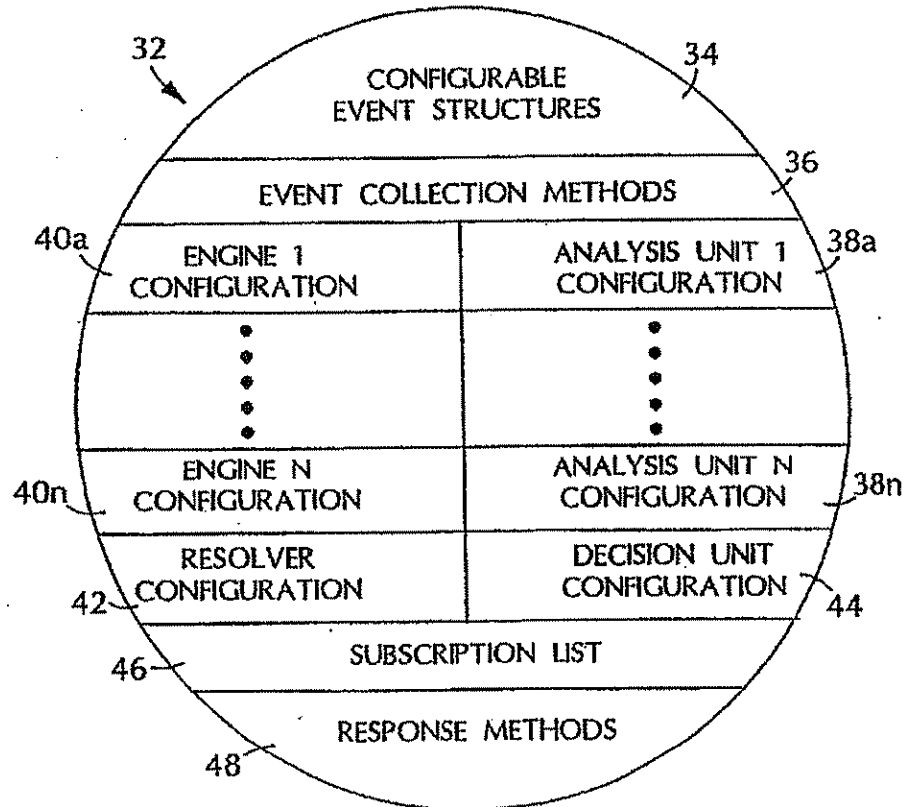 32
34
CONFIGURABLE
EVENT STRUCTURES
36
EVENT COLLECTION METHODS
40a
ENGINE 1
CONFIGURATION
ANALYSIS UNIT 1
CONFIGURATION
38a
40n
ENGINE N
CONFIGURATION
ANALYSIS UNIT N
CONFIGURATION
38n
42
RESOLVER
CONFIGURATION
DECISION UNIT
CONFIGURATION
44
46
SUBSCRIPTION LIST
48
RESPONSE METHODS